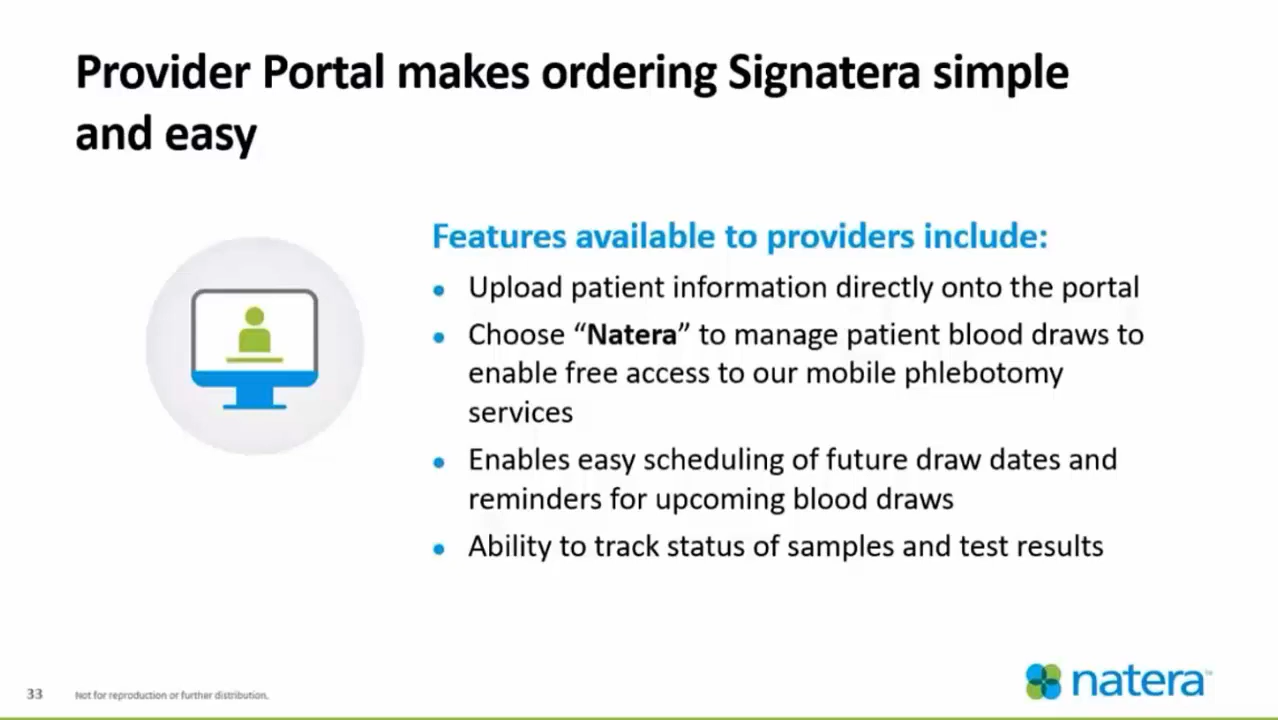 Provider Portal makes ordering Signatera simple
and easy
Features available to providers include:
• Upload patient information directly onto the portal
• Choose “Natera” to manage patient blood draws to
enable free access to our mobile phlebotomy
services
• Enables easy scheduling of future draw dates and
reminders for upcoming blood draws
• Ability to track status of samples and test results
33
Not for reproduction or further distribution.
natera™